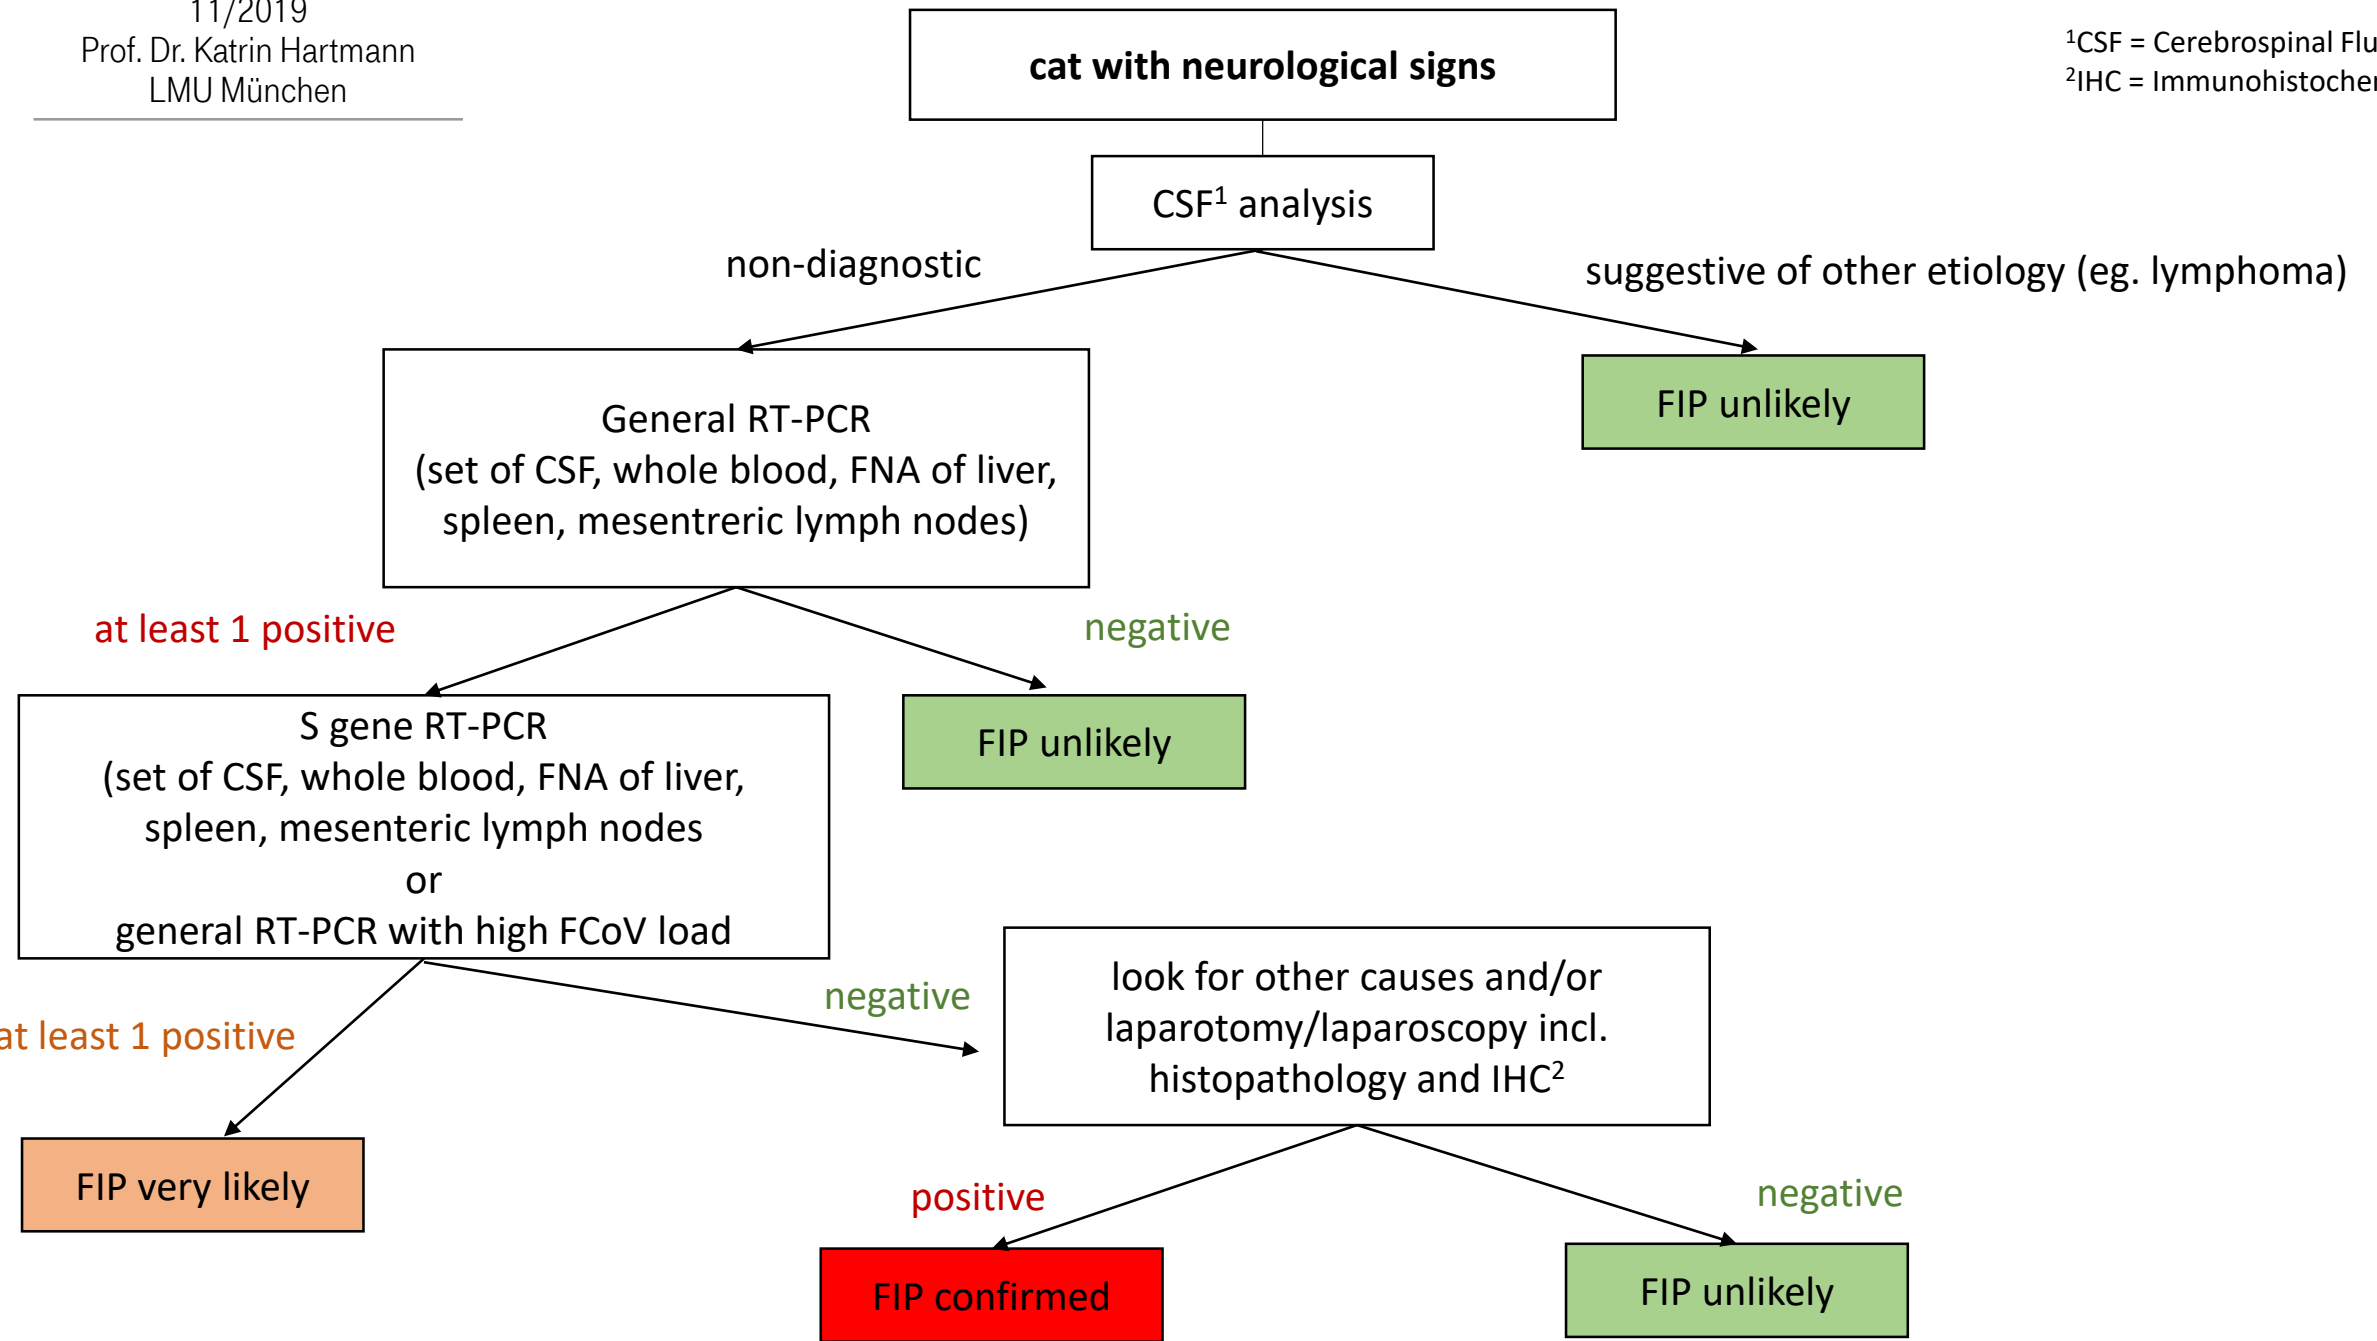 11/2019
Prof. Dr. Katrin Hartmann
LMU München
cat with neurological signs
¹CSF = Cerebrospinal
²IHC =
CSF¹ analysis
non-diagnostic
suggestive of other etiology (eg. lymphoma)
General RT-PCR
(set of CSF, whole blood, FNA of liver,
spleen, mesentreric lymph nodes)
FIP unlikely
at least 1 positive
negative
S gene RT-PCR
(set of CSF, whole blood, FNA of liver,
spleen, mesenteric lymph nodes
or
general RT-PCR with high FCoV load
FIP unlikely
at least 1 positive
negative
look for other causes and/or
laparotomy/laparoscopy incl.
histopathology and IHC²
FIP very likely
positive
negative
FIP confirmed
FIP unlikely